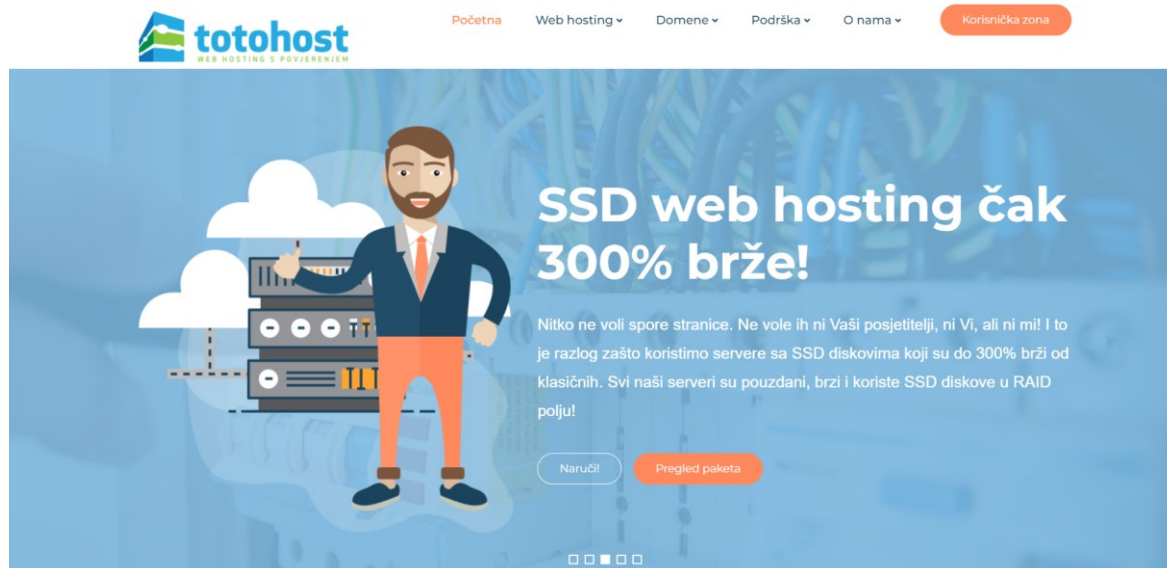 totohost
WEB HOSTING S POVJERENJEM
Početna
Web hosting
Domene
Podrška
O nama
Korisnička zona
SSD web hosting čak
300% brže!
Nitko ne voli spore stranice. Ne vole ih ni Vaši posjetitelji, ni Vi, ali ni mi! I to
je razlog zašto koristimo servere sa SSD diskovima koji su do 300% brži od
klasičnih. Svi naši serveri su pouzdani, brzi i koriste SSD diskove u RAID
polju!
Naruči!
Pregled paketa